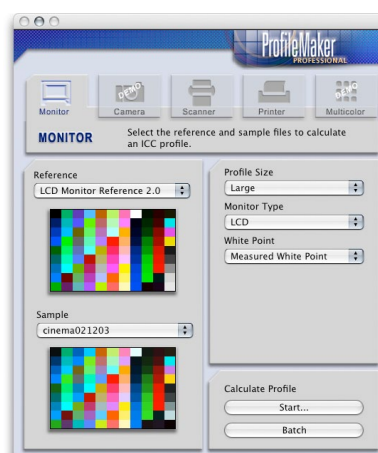 ProfileMaker
PROFESSIONAL
DEMO
DEMO
Monitor
Camera
Scanner
Printer
Multicolor
MONITOR
Select the reference and sample files to calculate
an ICC profile.
Reference
LCD Monitor Reference 2.0
Sample
cinema021203
Profile Size
Large
Monitor Type
LCD
White Point
Measured White Point
Calculate Profile
Start...
Batch